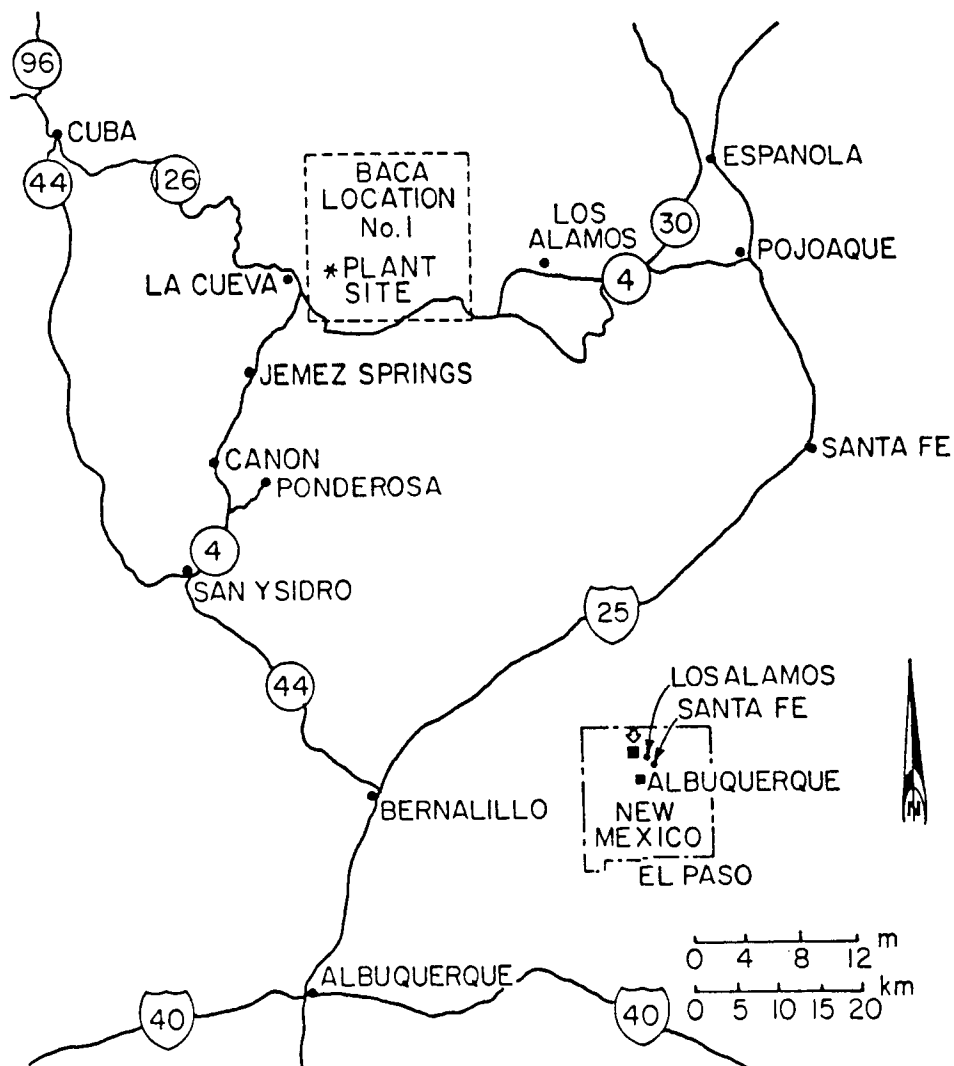 96
CUBA
44
126
BACA
LOCATION
No. 1
*PLANT
SITE
LA CUEVA
LOS
ALAMOS
30
4
ESPANOLA
POJOAQUE
JEMEZ SPRINGS
CANON
PONDEROSA
SANTA FE
4
SAN YSIDRO
25
44
LOS ALAMOS
SANTA FE
ALBUQUERQUE
NEW
MEXICO
EL PASO
N
BERNALILLO
0 4 8 12 m
0 5 10 15 20 km
ALBUQUERQUE
40
40